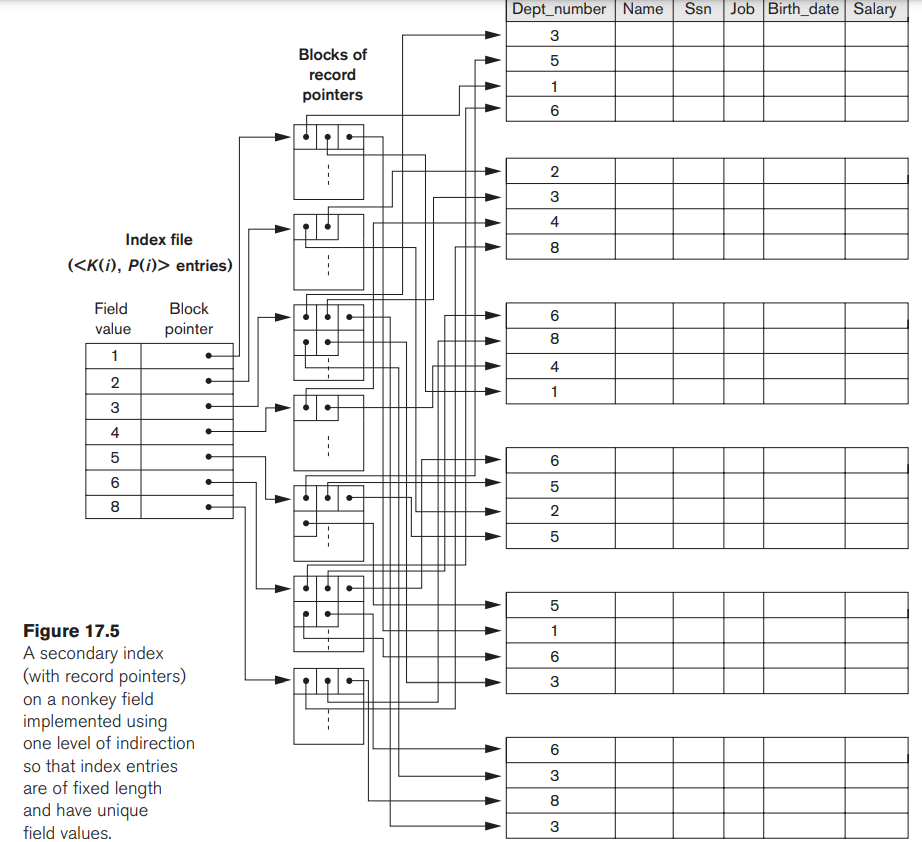 Dept_number Name Ssn Job Birth_date Salary
3
5
1
6
Blocks of
record
pointers
2
3
4
8
Index file
(<K(i), P(i)> entries)
Field
value
Block
pointer
1
2
3
4
5
6
8
6
8
4
1
6
5
2
5
5
1
6
3
6
3
8
3
Figure 17.5
A secondary index
(with record pointers)
on a nonkey field
implemented using
one level of indirection
so that index entries
are of fixed length
and have unique
field values.